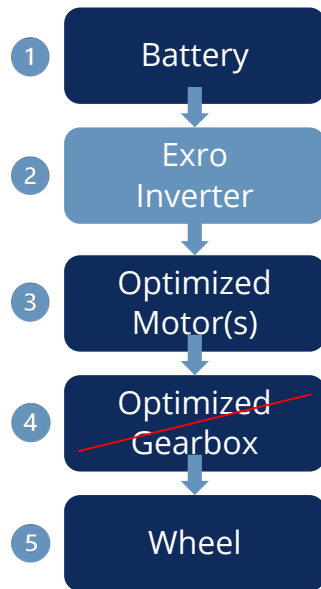 1
Battery
2
Exro
Inverter
3
Optimized
Motor(s)
4
Optimized
Gearbox
5
Wheel